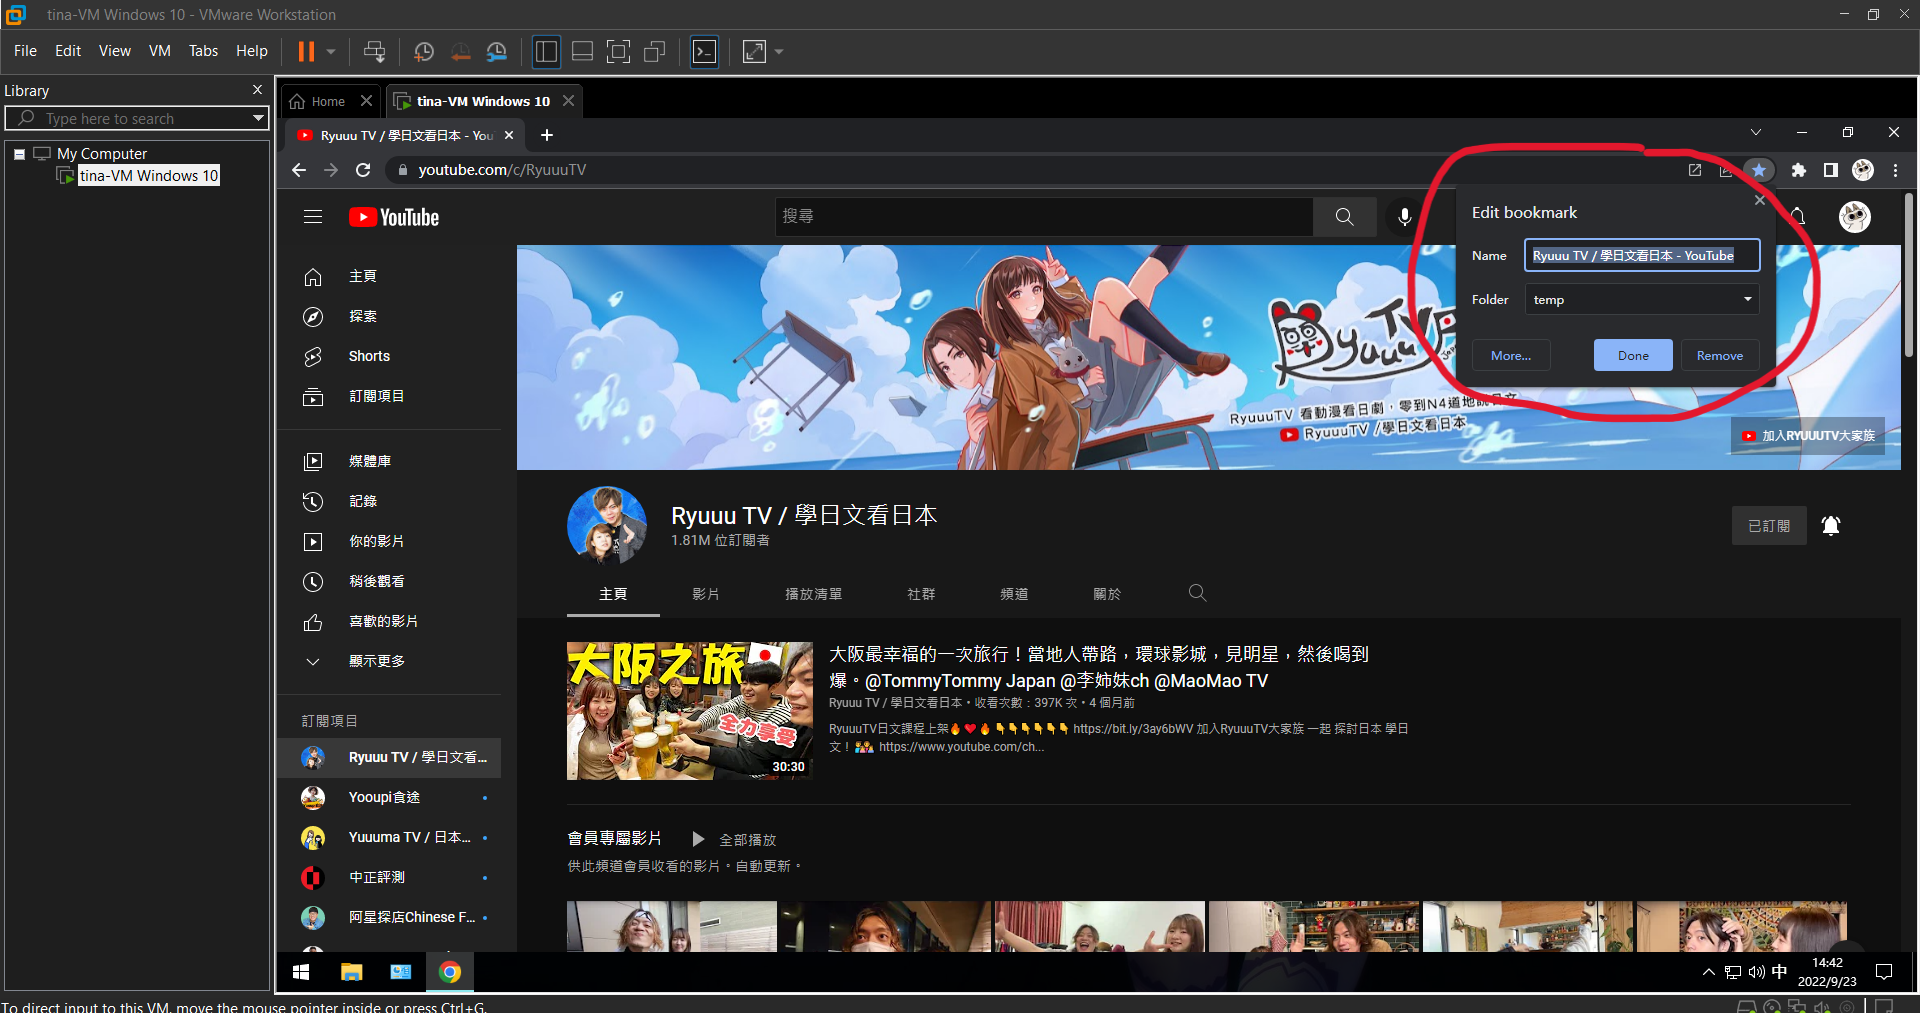 tina-VM Windows 10 - VMware Workstation
File Edit View VM Tabs Help
Library
Type here to search
My Computer
tina-VM Windows 10
Home
tina-VM Windows 10
Ryuuu TV / 學日文看日本 - You
youtube.com/c/RyuuuTV
YouTube
搜尋
Edit bookmark
Name Ryuuu TV / 學日文看日本 - YouTube
Folder temp
More... Done Remove
主頁
探索
Shorts
訂閱項目
媒體庫
記錄
你的影片
稍後觀看
喜歡的影片
顯示更多
訂閱項目
Ryuuu TV / 學日文看...
Yooupi食途
Yuuuma TV / 日本...
中正評測
阿星探店Chinese F...
RyuuuTV 看動漫看日劇，零到N4道地說日文
RyuuuTV /學日文看日本
加入RYUUUTV大家族
Ryuuu TV / 學日文看日本
1.81M 位訂閱者
已訂閱
主頁 影片 播放清單 社群 頻道 關於
大阪之旅
全力享受
30:30
大阪最幸福的一次旅行！當地人帶路，環球影城，見明星，然後喝到
爆。@TommyTommy Japan @李姉妹ch @MaoMao TV
Ryuuu TV / 學日文看日本 • 收看次數：397K 次 • 4 個月前
RyuuuTV日文課程上架🔥❤️🔥 👇👇👇👇👇👇 https://bit.ly/3ay6bWV 加入RyuuuTV大家族 一起 探討日本 學日
文！ 👩‍👩‍👦 https://www.youtube.com/ch...
會員專屬影片 全部播放
供此頻道會員收看的影片。自動更新。
中
14:42
2022/9/23
To direct input to this VM, move the mouse pointer inside or press Ctrl+G.